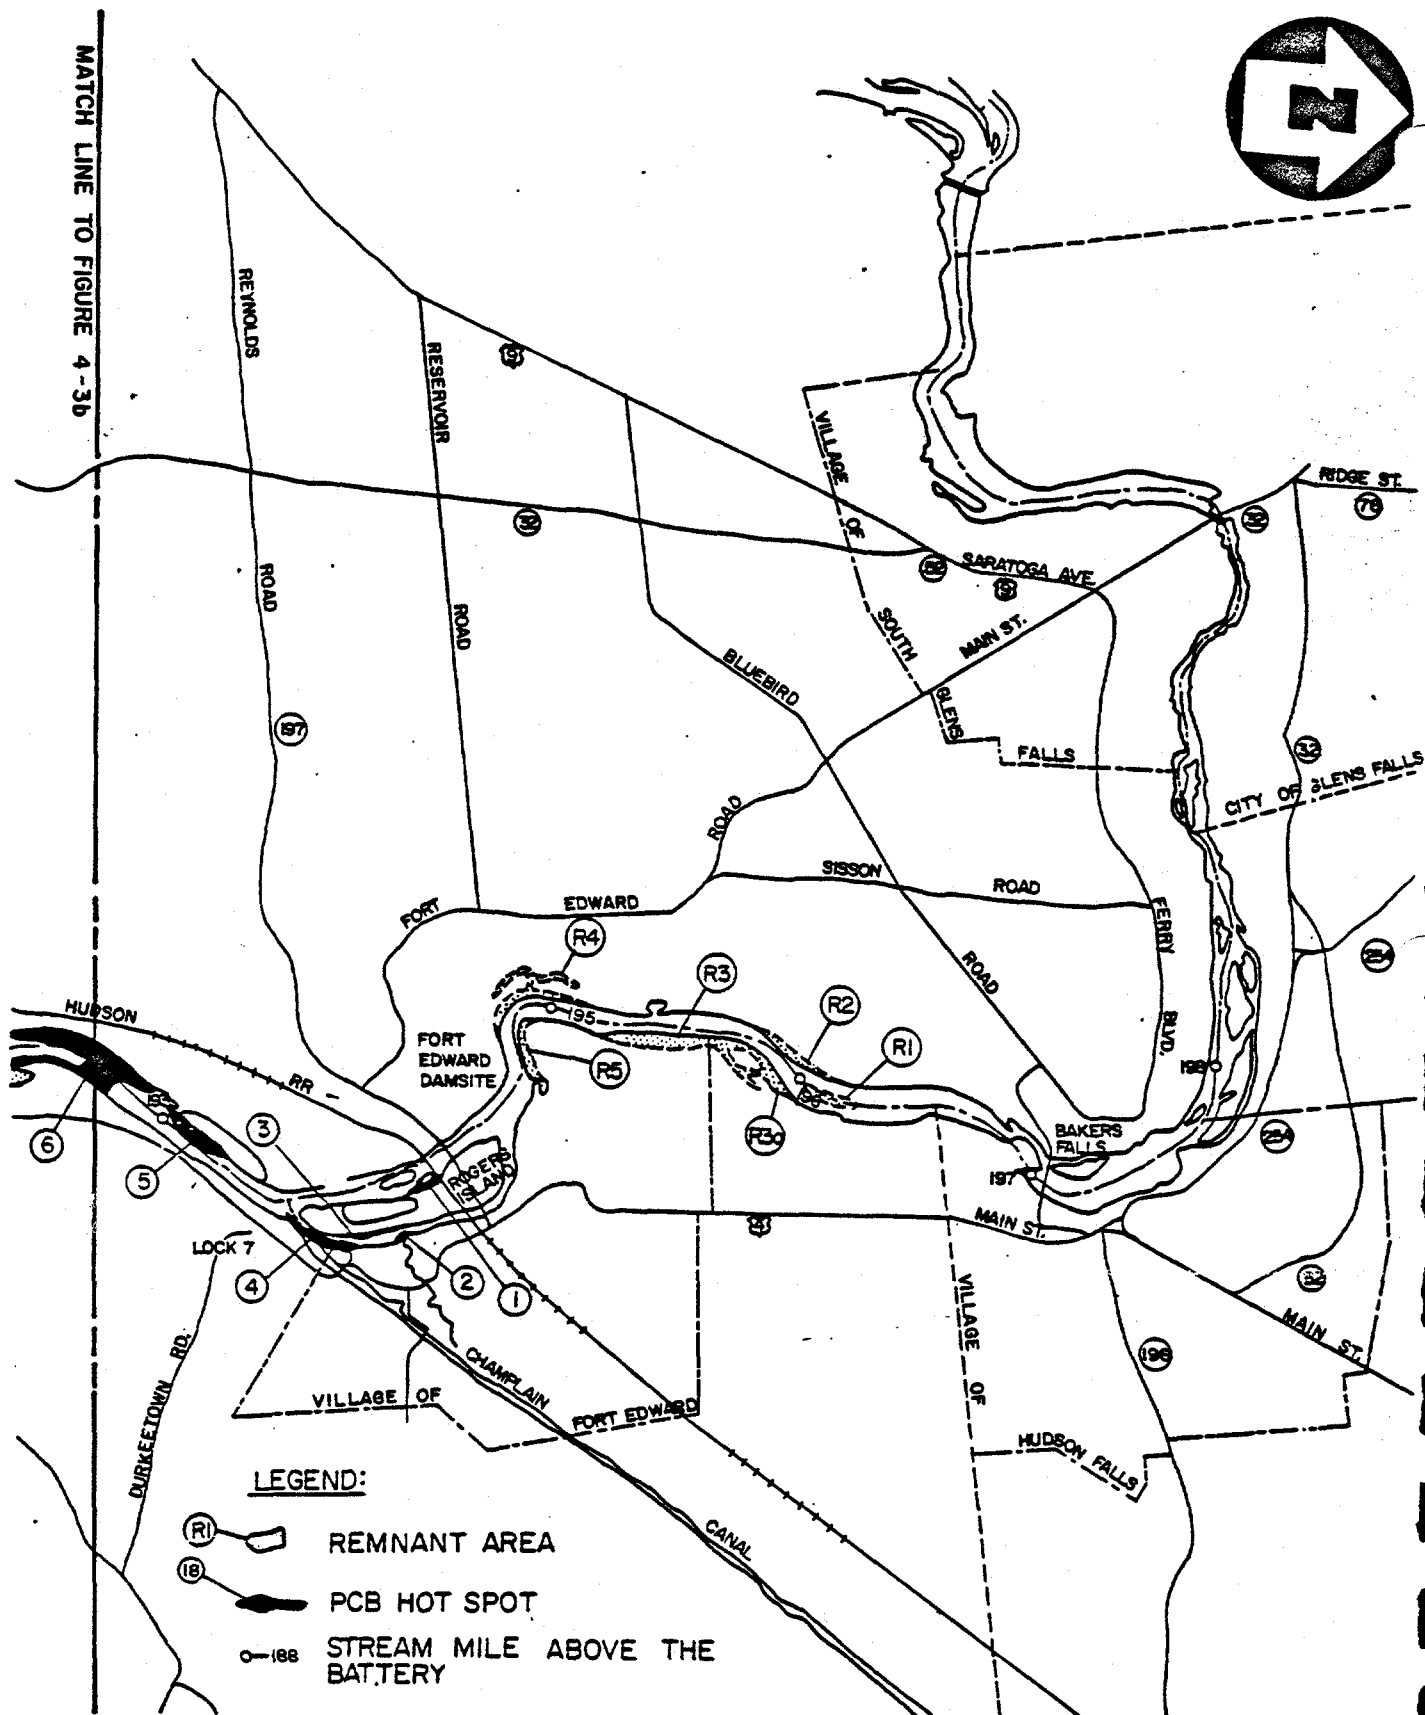 MATCH LINE TO FIGURE 4-3b
N
REYNOLDS
ROAD
197
RESERVOIR
ROAD
9
32
VILLAGE
OF
SOUTH
GLENS
FALLS
RIDGE ST.
32
SARATOGA AVE.
9
MAIN ST.
BLUEBIRD
ROAD
32
CITY OF GLENS FALLS
ROAD
SISSON
ROAD
FORT
EDWARD
FERRY
BLVD.
254
R4
R3
R2
R1
195
R5
R3a
196
198
HUDSON
RR
FORT
EDWARD
DAMSITE
BAKERS
FALLS
254
197
6
5
3
ROGERS
ISLAND
MAIN ST.
4
LOCK 7
4
2
1
32
MAIN ST.
196
VILLAGE OF
HUDSON FALLS
DURKEETOWN RD.
VILLAGE OF
FORT EDWARD
CHAMPLAIN
CANAL
LEGEND:
R1
REMNANT AREA
18
PCB HOT SPOT
188
STREAM MILE ABOVE THE
BATTERY